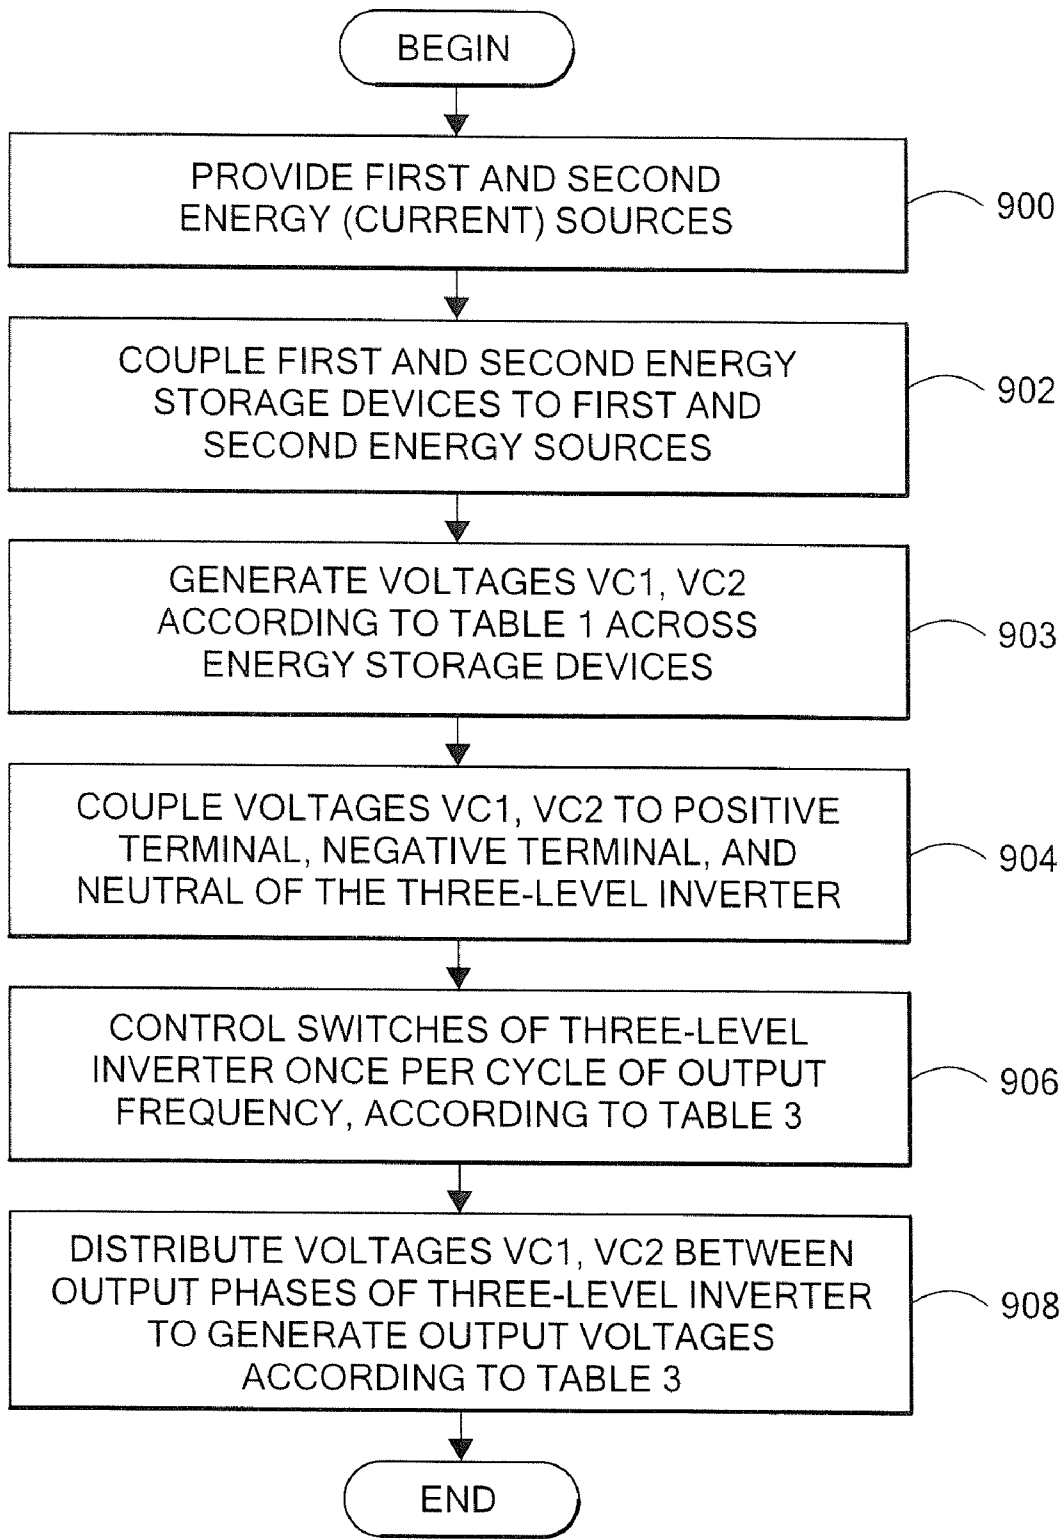 BEGIN
PROVIDE FIRST AND SECOND
ENERGY (CURRENT) SOURCES
900
COUPLE FIRST AND SECOND ENERGY
STORAGE DEVICES TO FIRST AND
SECOND ENERGY SOURCES
902
GENERATE VOLTAGES VC1, VC2
ACCORDING TO TABLE 1 ACROSS
ENERGY STORAGE DEVICES
903
COUPLE VOLTAGES VC1, VC2 TO POSITIVE
TERMINAL, NEGATIVE TERMINAL, AND
NEUTRAL OF THE THREE-LEVEL INVERTER
904
CONTROL SWITCHES OF THREE-LEVEL
INVERTER ONCE PER CYCLE OF OUTPUT
FREQUENCY, ACCORDING TO TABLE 3
906
DISTRIBUTE VOLTAGES VC1, VC2 BETWEEN
OUTPUT PHASES OF THREE-LEVEL INVERTER
TO GENERATE OUTPUT VOLTAGES
ACCORDING TO TABLE 3
908
END